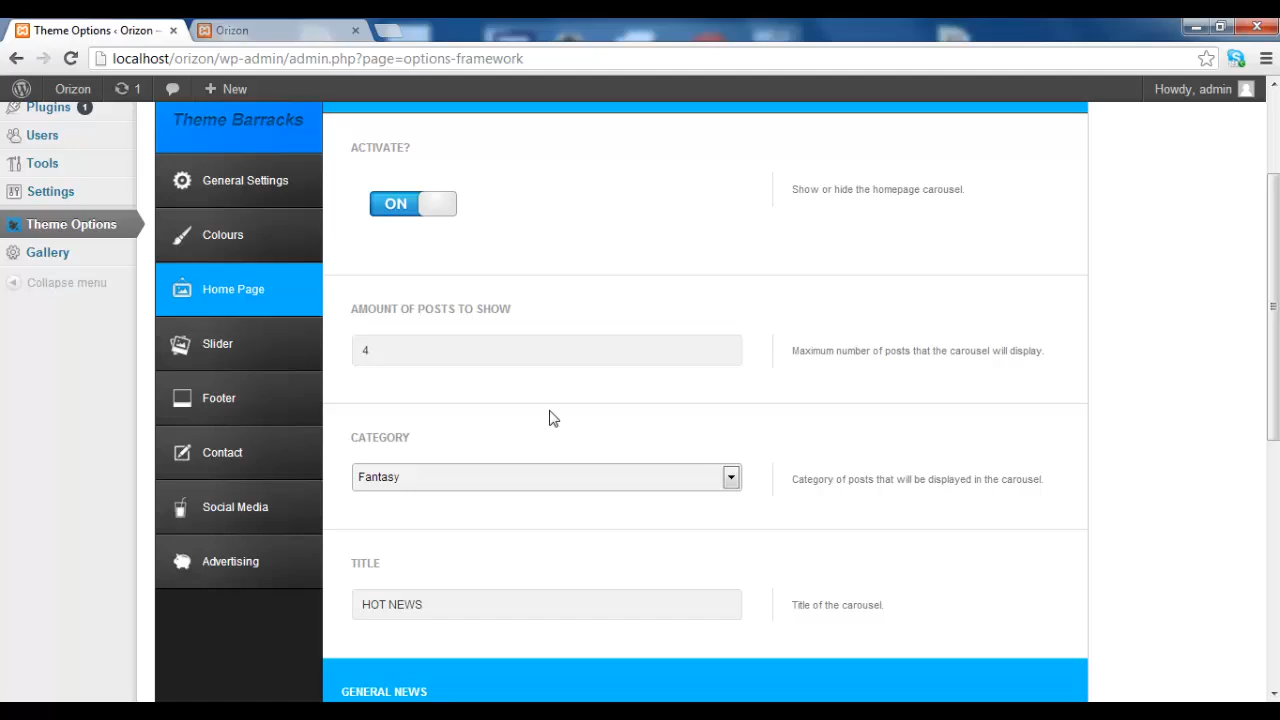 Theme Options ‹ Orizon –
Orizon
localhost/orizon/wp-admin/admin.php?page=options-framework
Orizon
1
New
Howdy, admin
Plugins 1
Users
Tools
Settings
Theme Options
Gallery
Collapse menu
Theme Barracks
General Settings
Colours
Home Page
Slider
Footer
Contact
Social Media
Advertising
ACTIVATE?
ON
Show or hide the homepage carousel.
AMOUNT OF POSTS TO SHOW
4
Maximum number of posts that the carousel will display.
CATEGORY
Fantasy
Category of posts that will be displayed in the carousel.
TITLE
HOT NEWS
Title of the carousel.
GENERAL NEWS